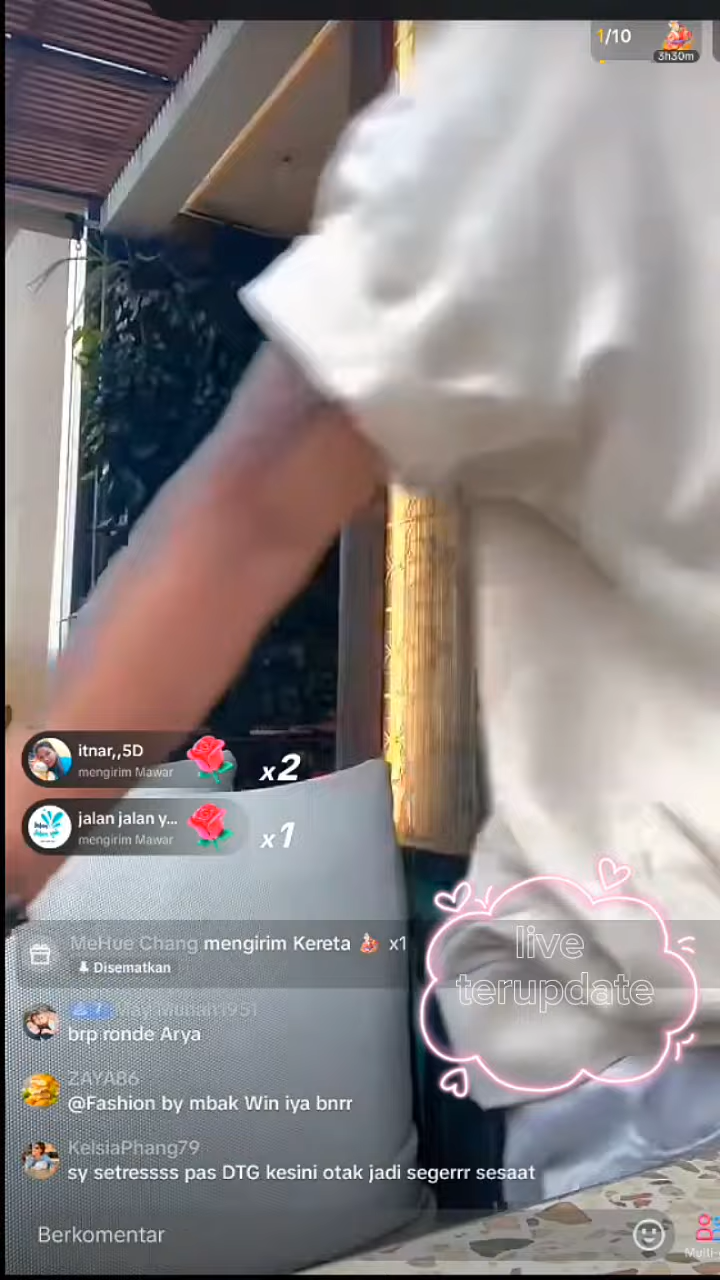 1/10
3h30m
itnar,,5D
mengirim Mawar
x2
jalan jalan y...
mengirim Mawar
x1
MeHue Chang mengirim Kereta x1
Disematkan
live
terupdate
brp ronde Arya
ZAYA86
@Fashion by mbak Win iya bnrr
KelsiaPhang79
sy setressss pas DTG kesini otak jadi segerrr sesaat
Berkomentar